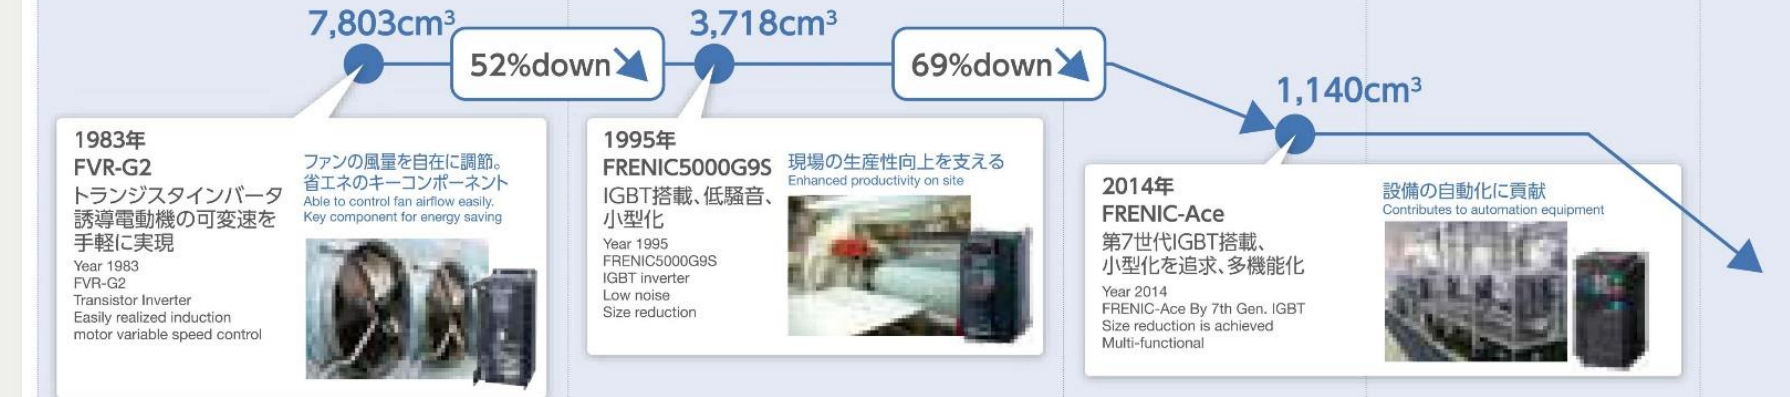 7,803cm³
52%down
3,718cm³
69%down
1,140cm³
1983年
FVR-G2
トランジスタインバータ
誘導電動機の可変速を
手軽に実現
Year 1983
FVR-G2
Transistor Inverter
Easily realized induction
motor variable speed control
ファンの風量を自在に調節。
省エネのキーコンポーネント
Able to control fan airflow easily.
Key component for energy saving
1995年
FRENIC5000G9S
IGBT搭載、低騒音、
小型化
Year 1995
FRENIC5000G9S
IGBT inverter
Low noise
Size reduction
現場の生産性向上を支える
Enhanced productivity on site
2014年
FRENIC-Ace
第7世代IGBT搭載、
小型化を追求、多機能化
Year 2014
FRENIC-Ace By 7th Gen. IGBT
Size reduction is achieved
Multi-functional
設備の自動化に貢献
Contributes to automation equipment